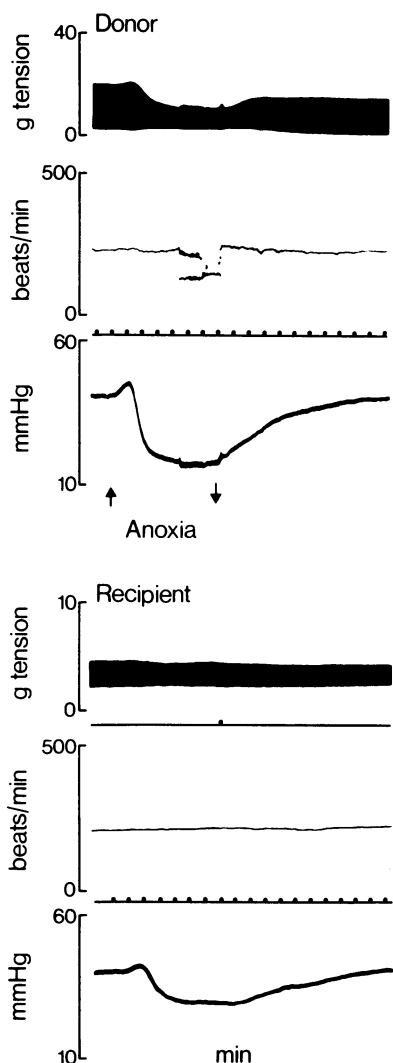 Donor
40
g tension
0
500
beats/min
0
60
mmHg
10
Anoxia
Recipient
10
g tension
0
500
beats/min
0
60
mmHg
10
min